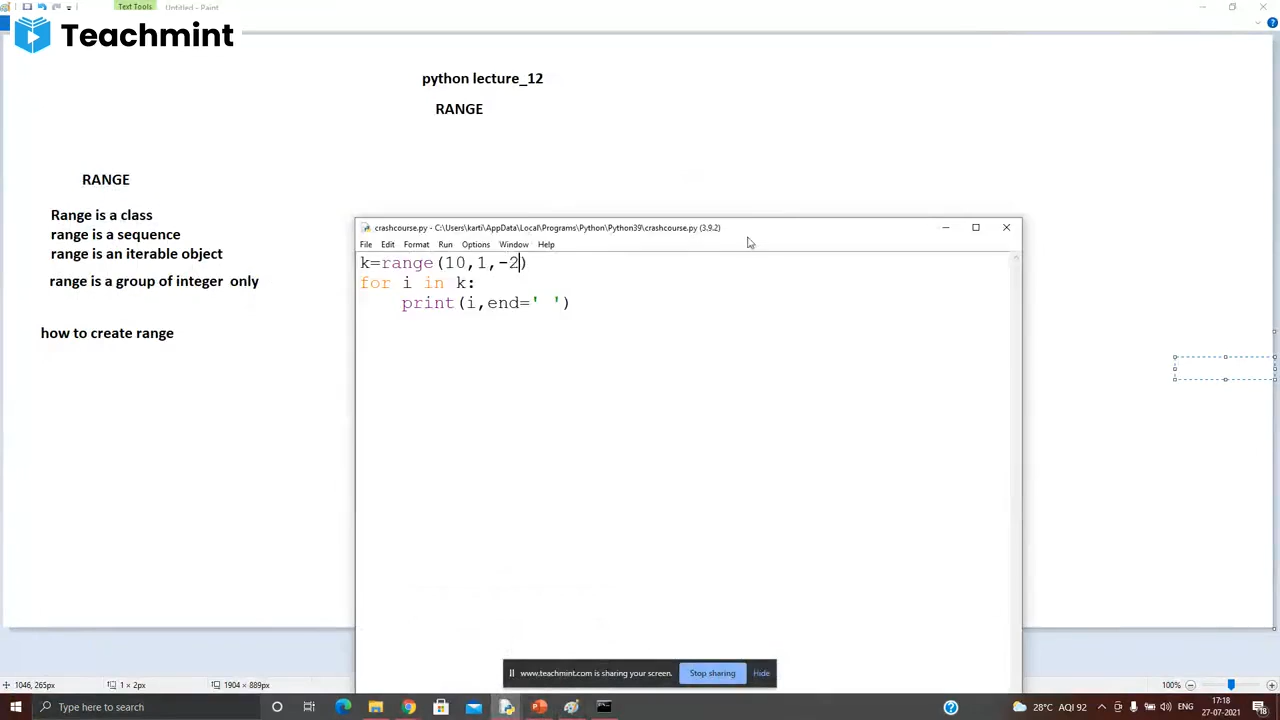 Text Tools
Untitled - Paint
Teachmint
python lecture_12
RANGE
RANGE
Range is a class
range is a sequence
range is an iterable object
range is a group of integer only
how to create range
crashcourse.py - C:\Users\karti\AppData\Local\Programs\Python\Python39\crashcourse.py (3.9.2)
File Edit Format Run Options Window Help
k=range(10,1,-2)
for i in k:
    print(i,end=' ')
www.teachmint.com is sharing your screen. Stop sharing Hide
1046, 265px 1 × 2px 1904 × 889px 100%
Type here to search
28°C AQI 92 ENG 17:18
27-07-2021 18